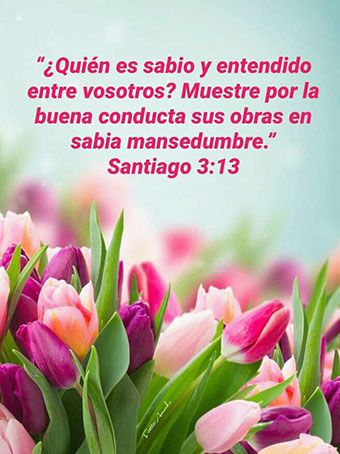 “¿Quién es sabio y entendido
entre vosotros? Muestre por la
buena conducta sus obras en
sabia mansedumbre.”
Santiago 3:13